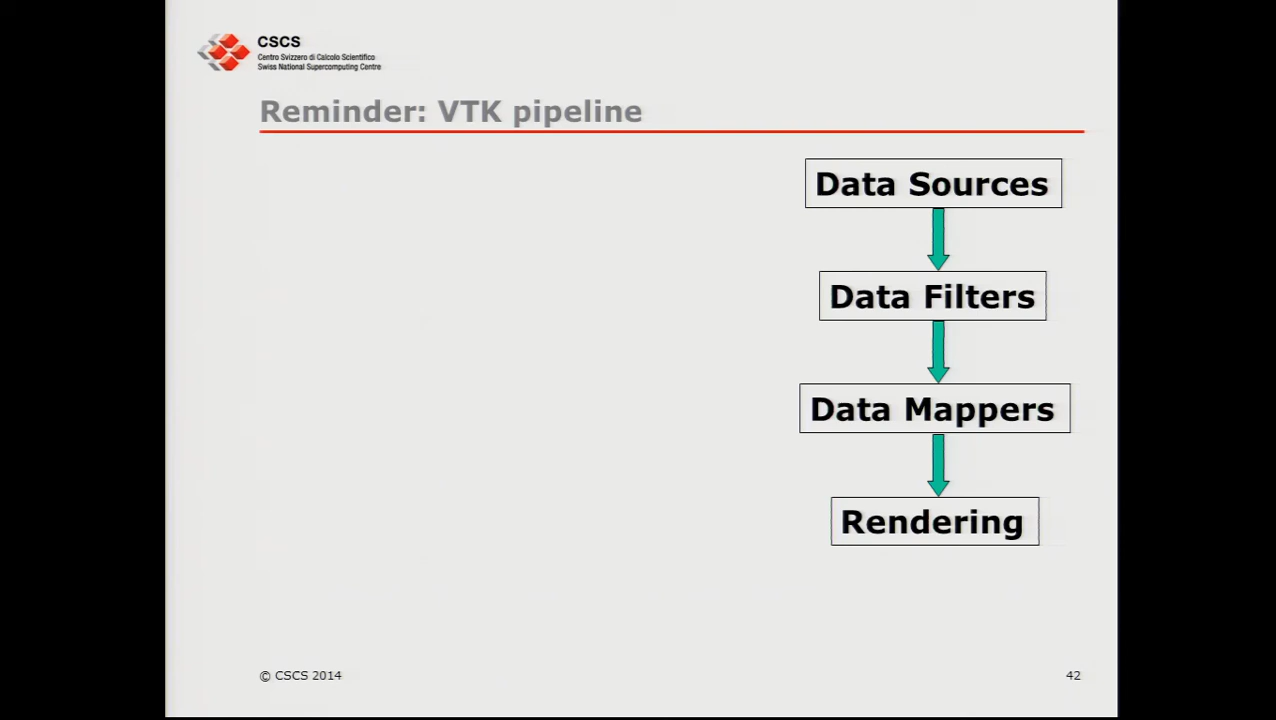 CSCS
Centro Svizzero di Calcolo Scientifico
Swiss National Supercomputing Centre
Reminder: VTK pipeline
Data Sources
Data Filters
Data Mappers
Rendering
© CSCS 2014
42